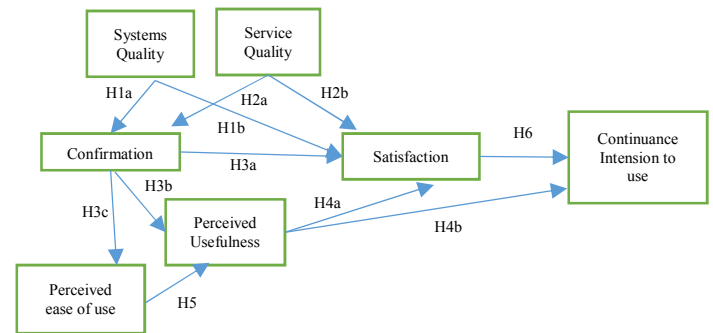 Systems
Quality
Service
Quality
H1a
H2a
H2b
H1b
H6
Confirmation
H3a
Satisfaction
Continuance
Intension to
use
H3b
H3c
Perceived
Usefulness
H4a
H4b
Perceived
ease of use
H5